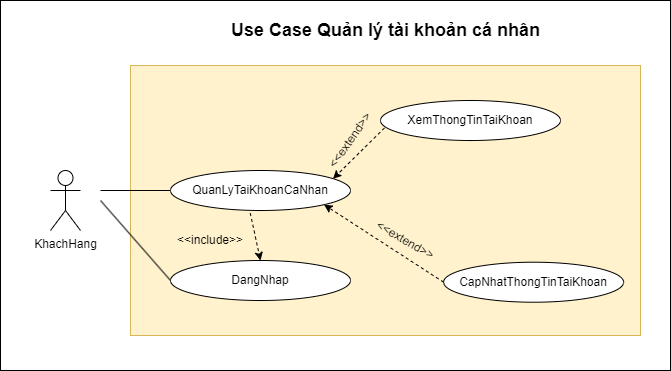 Use Case Quản lý tài khoản cá nhân
XemThongTinTaiKhoan
<<extend>>
QuanLyTaiKhoanCaNhan
KhachHang
<<include>>
<<extend>>
DangNhap
CapNhatThongTinTaiKhoan